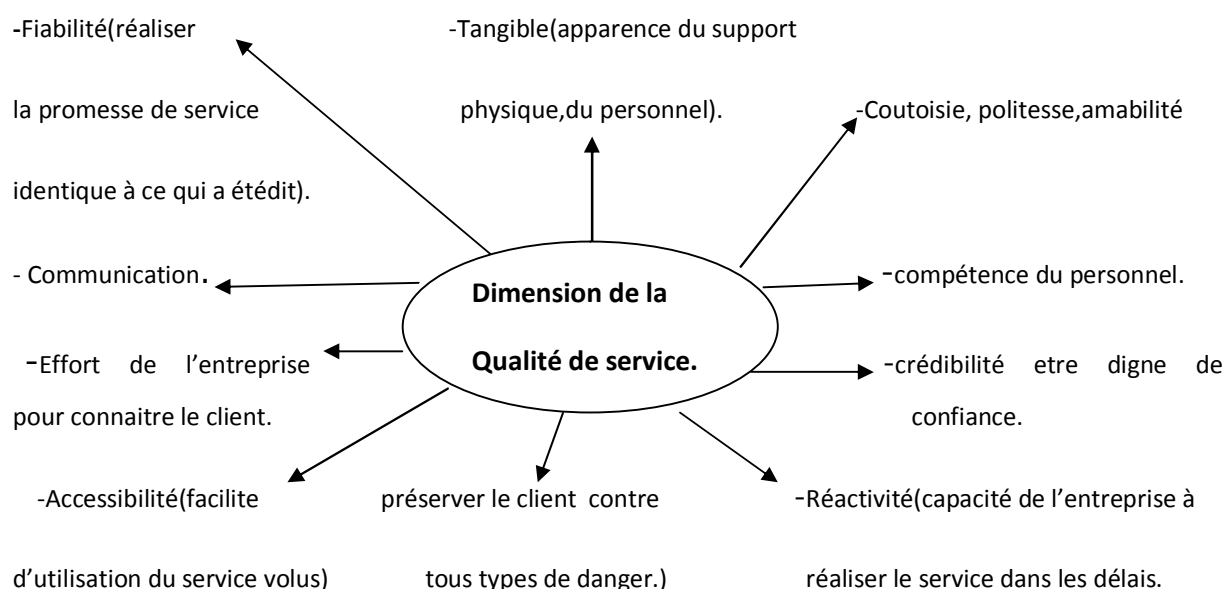 -Fiabilité(réaliser
la promesse de service
identique à ce qui a étédit).
-Tangible(apparence du support
physique,du personnel).
-Coutoisie, politesse,amabilité
- Communication.
Dimension de la
Qualité de service.
-compétence du personnel.
-Effort de l’entreprise
pour connaitre le client.
-crédibilité etre digne de
confiance.
-Accessibilité(facilite
d’utilisation du service volus)
préserver le client contre
tous types de danger.)
-Réactivité(capacité de l’entreprise à
réaliser le service dans les délais.